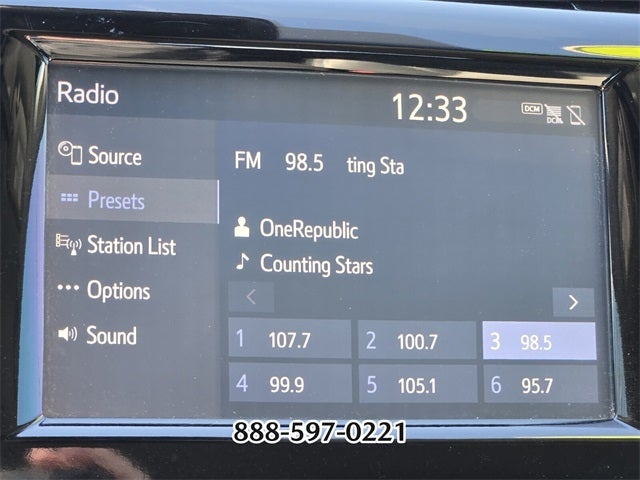 Radio
12:33
DCM
DCM
Source
Presets
Station List
Options
Sound
FM 98.5 ting Sta
OneRepublic
Counting Stars
< >
1 107.7 2 100.7 3 98.5
4 99.9 5 105.1 6 95.7
888-597-0221